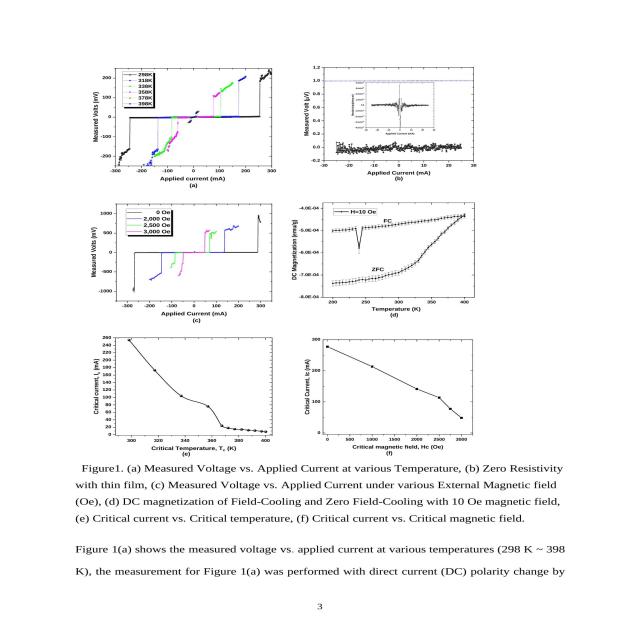 298K
318K
338K
358K
378K
398K
200
100
0
-100
-200
Measured Volts (mV)
-300 -200 -100 0 100 200 300
Applied current (mA)
(a)
1.2
1.0
0.8
0.6
0.4
0.2
0.0
-0.2
Measured Volt (μV)
Applied Current (mA)
-30 -20 -10 0 10 20 30
Applied Current (mA)
(b)
0 Oe
2,000 Oe
2,500 Oe
3,000 Oe
1000
500
0
-500
-1000
Measured Volts (mV)
-300 -200 -100 0 100 200 300
Applied Current (mA)
(c)
H=10 Oe
FC
ZFC
-4.0E-04
-5.0E-04
-6.0E-04
-7.0E-04
-8.0E-04
DC Magnetization (emu/g)
200 250 300 350 400
Temperature (K)
(d)
260
240
220
200
180
160
140
120
100
80
60
40
20
0
Critical current, Ic (mA)
300 320 340 360 380 400
Critical Temperature, Tc (K)
(e)
300
200
100
0
Critical Current, Ic (mA)
0 500 1000 1500 2000 2500 3000
Critical magnetic field, Hc (Oe)
(f)
Figure1. (a) Measured Voltage vs. Applied Current at various Temperature, (b) Zero Resistivity
with thin film, (c) Measured Voltage vs. Applied Current under various External Magnetic field
(Oe), (d) DC magnetization of Field-Cooling and Zero Field-Cooling with 10 Oe magnetic field,
(e) Critical current vs. Critical temperature, (f) Critical current vs. Critical magnetic field.
Figure 1(a) shows the measured voltage vs. applied current at various temperatures (298 K ~ 398
K), the measurement for Figure 1(a) was performed with direct current (DC) polarity change by
3